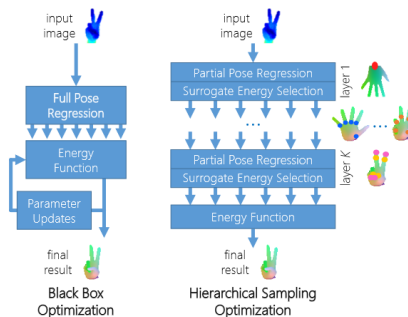 input
image
Full Pose
Regression
Energy
Function
Parameter
Updates
final
result
Black Box
Optimization
input
image
Partial Pose Regression
Surrogate Energy Selection
layer 1
...
...
Partial Pose Regression
Surrogate Energy Selection
layer K
Energy Function
final
result
Hierarchical Sampling
Optimization